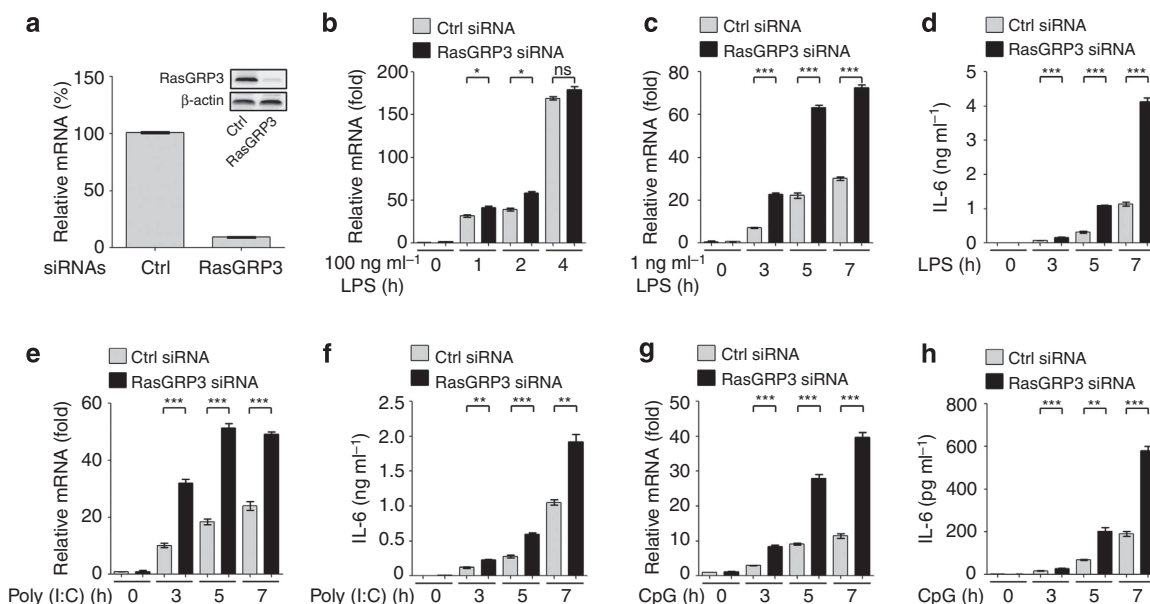 a
Relative mRNA (%)
150
100
50
0
RasGRP3
β-actin
Ctrl
RasGRP3
siRNAs
Ctrl
RasGRP3
b
Ctrl siRNA
RasGRP3 siRNA
Relative mRNA (fold)
200
150
100
50
0
*
*
ns
100 ng ml⁻¹
LPS (h)
0
1
2
4
c
Ctrl siRNA
RasGRP3 siRNA
Relative mRNA (fold)
80
60
40
20
0
***
***
***
1 ng ml⁻¹
LPS (h)
0
3
5
7
d
Ctrl siRNA
RasGRP3 siRNA
IL-6 (ng ml⁻¹)
5
4
3
2
1
0
***
***
***
LPS (h)
0
3
5
7
e
Ctrl siRNA
RasGRP3 siRNA
Relative mRNA (fold)
60
40
20
0
***
***
***
Poly (I:C) (h)
0
3
5
7
f
Ctrl siRNA
RasGRP3 siRNA
IL-6 (ng ml⁻¹)
2.5
2.0
1.5
1.0
0.5
0
**
***
**
Poly (I:C) (h)
0
3
5
7
g
Ctrl siRNA
RasGRP3 siRNA
Relative mRNA (fold)
50
40
30
20
10
0
***
***
***
CpG (h)
0
3
5
7
h
Ctrl siRNA
RasGRP3 siRNA
IL-6 (pg ml⁻¹)
800
600
400
200
0
***
**
***
CpG (h)
0
3
5
7